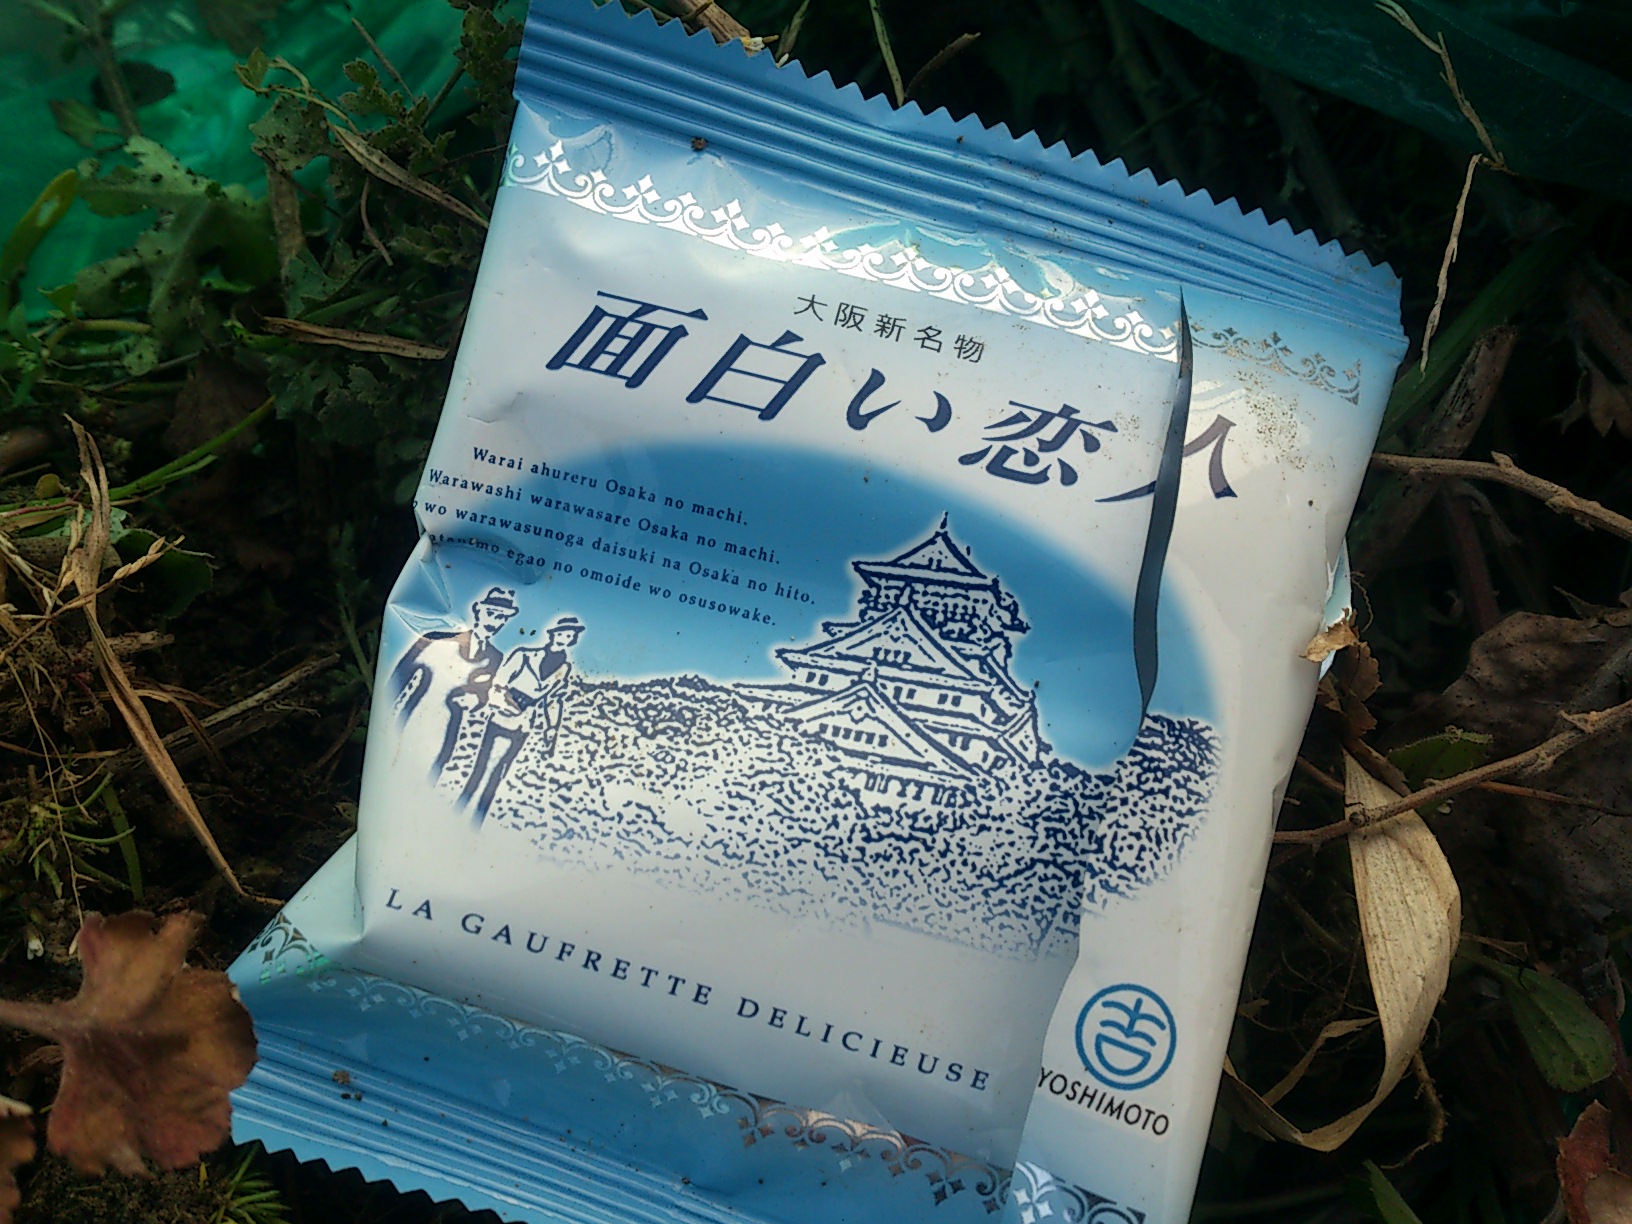 大阪新名物
面白い恋人
Warai ahureru Osaka no machi.
Warawashi warawasare Osaka no machi.
wo warawasunoga daisuki na Osaka no hito.
egao no omoide wo osusowake.
LA GAUFRETTE DELICIEUSE
YOSHIMOTO